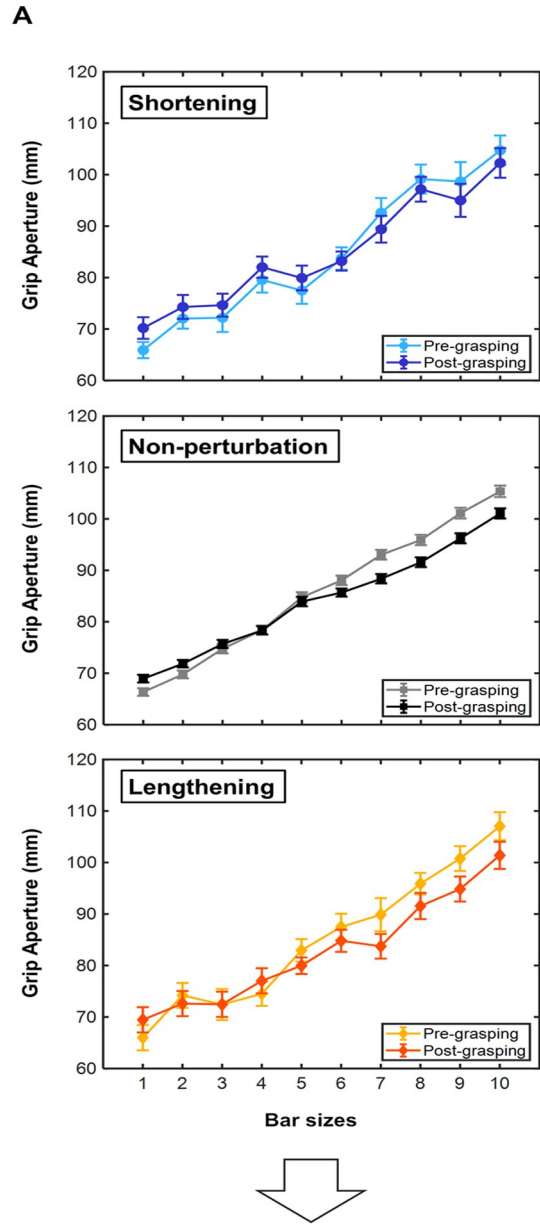 A
120
Shortening
110
100
90
80
70
60
Grip Aperture (mm)
Pre-grasping
Post-grasping
120
Non-perturbation
110
100
90
80
70
60
Grip Aperture (mm)
Pre-grasping
Post-grasping
120
Lengthening
110
100
90
80
70
60
Grip Aperture (mm)
Pre-grasping
Post-grasping
1 2 3 4 5 6 7 8 9 10
Bar sizes